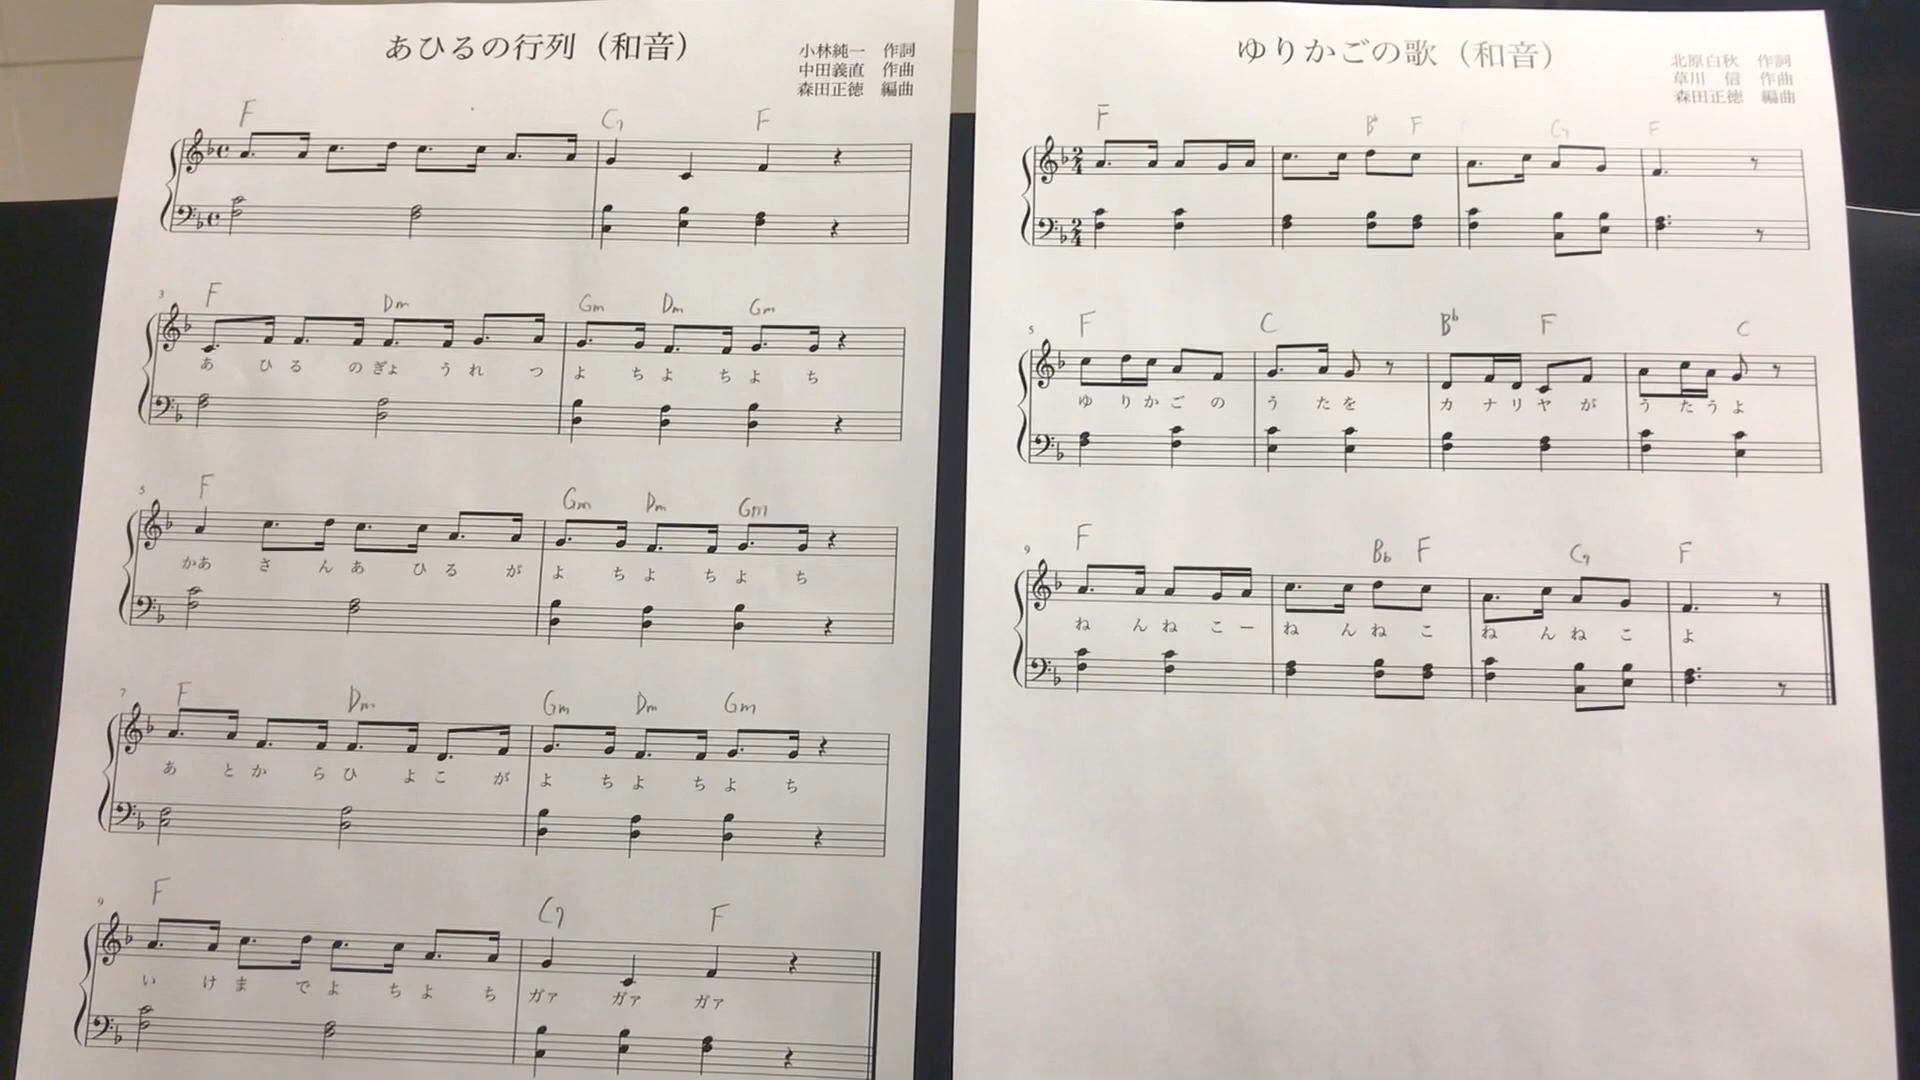 あひるの行列（和音）
小林純一　作詞
中田義直　作曲
森田正徳　編曲
F C7 F
3
F Dm Gm Dm Gm
あ ひ る の ぎょ う れ つ よ ち よ ち よ ち
5
F Gm Dm Gm
かあ さ ん あ ひ る が よ ち よ ち よ ち
7
F Dm Gm Dm Gm
あ と か ら ひ よ こ が よ ち よ ち よ ち
9
F C7 F
い け ま で よ ち よ ち ガァ ガァ ガァ
ゆりかごの歌（和音）
北原白秋　作詞
草川　信　作曲
森田正徳　編曲
F B♭ F C7 F
5
F C B♭ F C
ゆ り か ご の う た を カ ナ リ ヤ が う た う よ
9
F B♭ F C7 F
ね ん ね こ ー ね ん ね こ ね ん ね こ よ